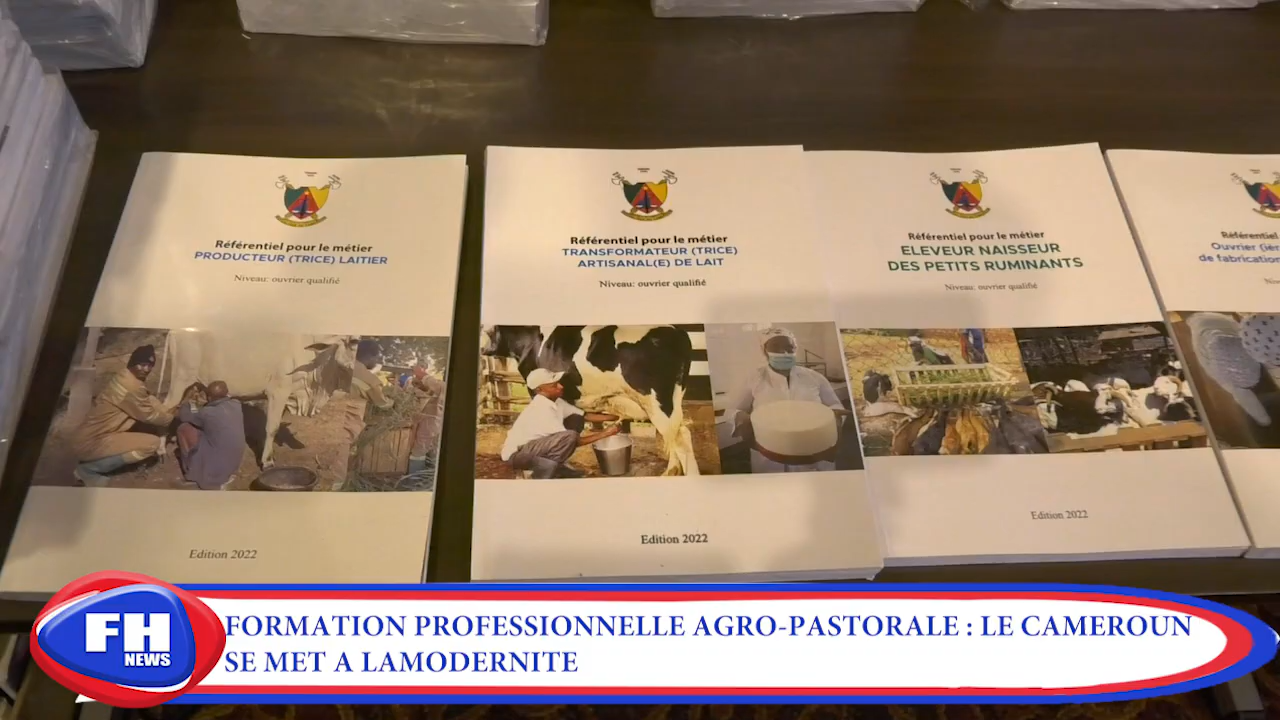 Référentiel pour le métier
PRODUCTEUR (TRICE) LAITIER
Niveau: ouvrier qualifié
Edition 2022
Référentiel pour le métier
TRANSFORMATEUR (TRICE)
ARTISANAL(E) DE LAIT
Niveau: ouvrier qualifié
Edition 2022
Référentiel pour le métier
ELEVEUR NAISSEUR
DES PETITS RUMINANTS
Niveau: ouvrier qualifié
Edition 2022
Référentiel
Ouvrier
de fabrication
FH
NEWS
FORMATION PROFESSIONNELLE AGRO-PASTORALE : LE CAMEROUN
SE MET A LAMODERNITE